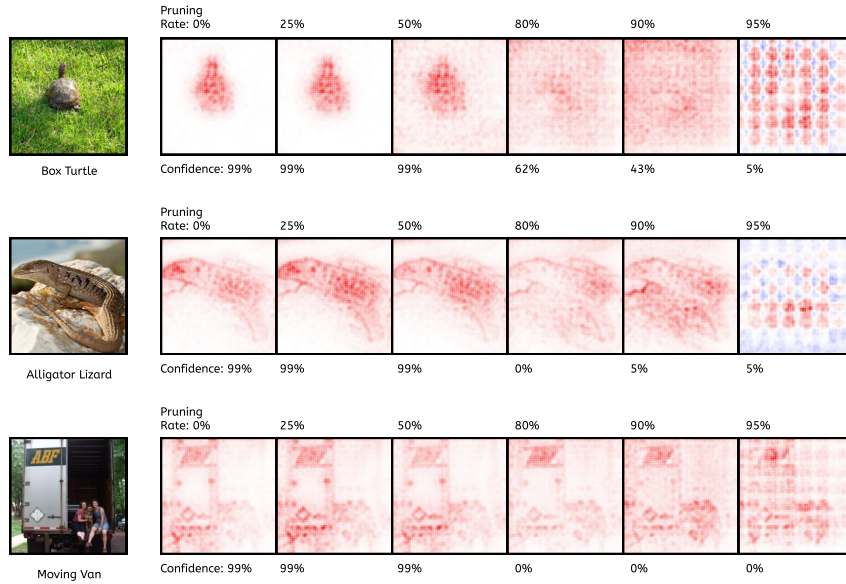 Pruning
Rate: 0% 25% 50% 80% 90% 95%
Box Turtle
Confidence: 99% 99% 99% 62% 43% 5%
Pruning
Rate: 0% 25% 50% 80% 90% 95%
Alligator Lizard
Confidence: 99% 99% 99% 0% 5% 5%
Pruning
Rate: 0% 25% 50% 80% 90% 95%
ABF
Moving Van
Confidence: 99% 99% 99% 0% 0% 0%